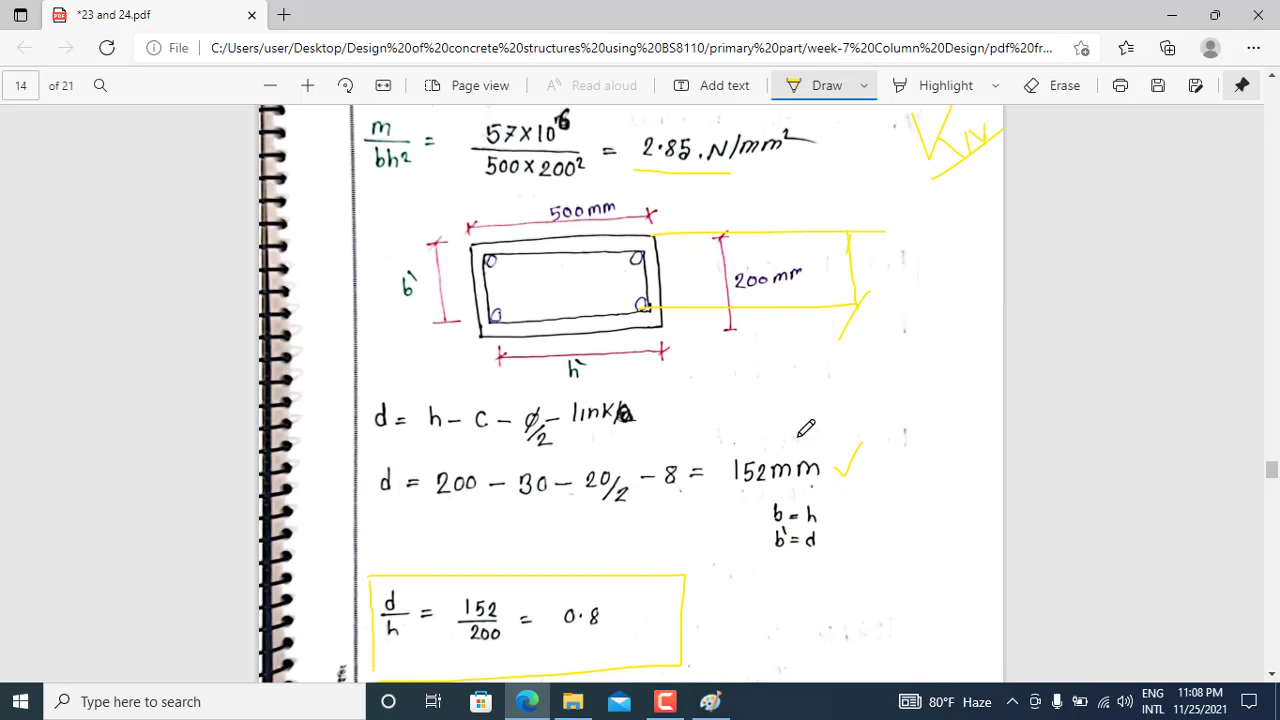 *23 and 24.pdf
File C:/Users/user/Desktop/Design%20of%20concrete%20structures%20using%20BS8110/primary%20part/week-7%20Column%20Design/pdf%20fr...
14 of 21 Page view Read aloud Add text Draw Highlight Erase
m/bh2 = 57×10^6/500×200² = 2.85.N/mm²
500mm
b`
200mm
h`
d = h - c - ϕ/2 - link
d = 200 - 30 - 20/2 - 8 = 152mm
b = h
b` = d
d/h = 152/200 = 0.8
Type here to search
80°F Haze
ENG
INTL
:08 PM
11/25/2021